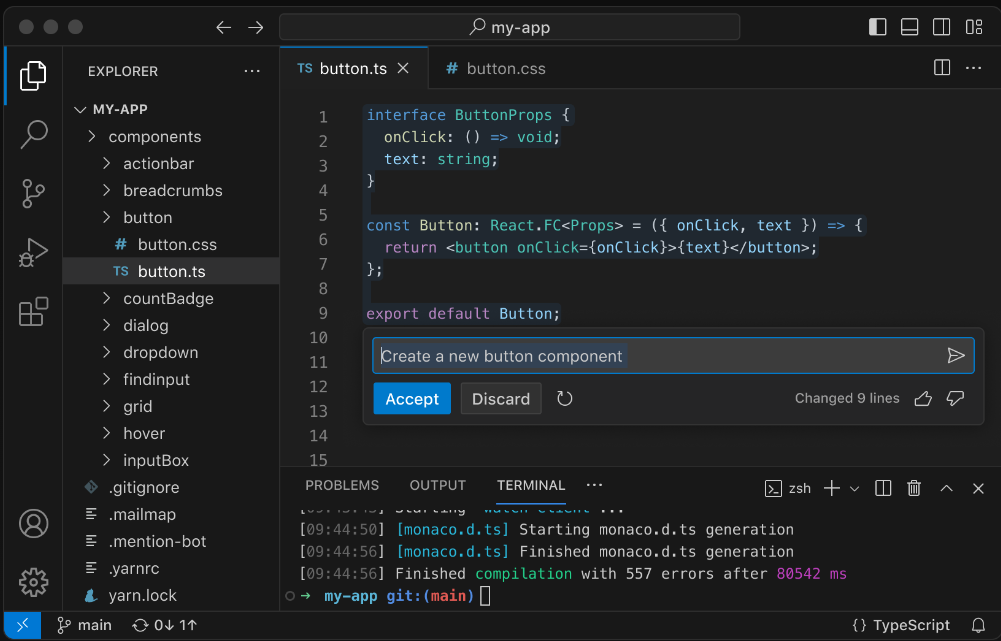 my-app
EXPLORER
MY-APP
components
actionbar
breadcrumbs
button
# button.css
TS button.ts
countBadge
dialog
dropdown
findinput
grid
hover
inputBox
.gitignore
.mailmap
.mention-bot
.yarnrc
yarn.lock
TS button.ts
# button.css
1 interface ButtonProps {
2   onClick: () => void;
3   text: string;
4 }
5
6 const Button: React.FC<Props> = ({ onClick, text }) => {
7   return <button onClick={onClick}>{text}</button>;
8 };
9
10 export default Button;
11
12
13
14
15
Create a new button component
Accept Discard Changed 9 lines
PROBLEMS OUTPUT TERMINAL ··· zsh
Starting 'watch-client'...
[09:44:50] [monaco.d.ts] Starting monaco.d.ts generation
[09:44:56] [monaco.d.ts] Finished monaco.d.ts generation
[09:44:56] Finished compilation with 557 errors after 80542 ms
→ my-app git:(main)
main 0↓ 1↑ {} TypeScript